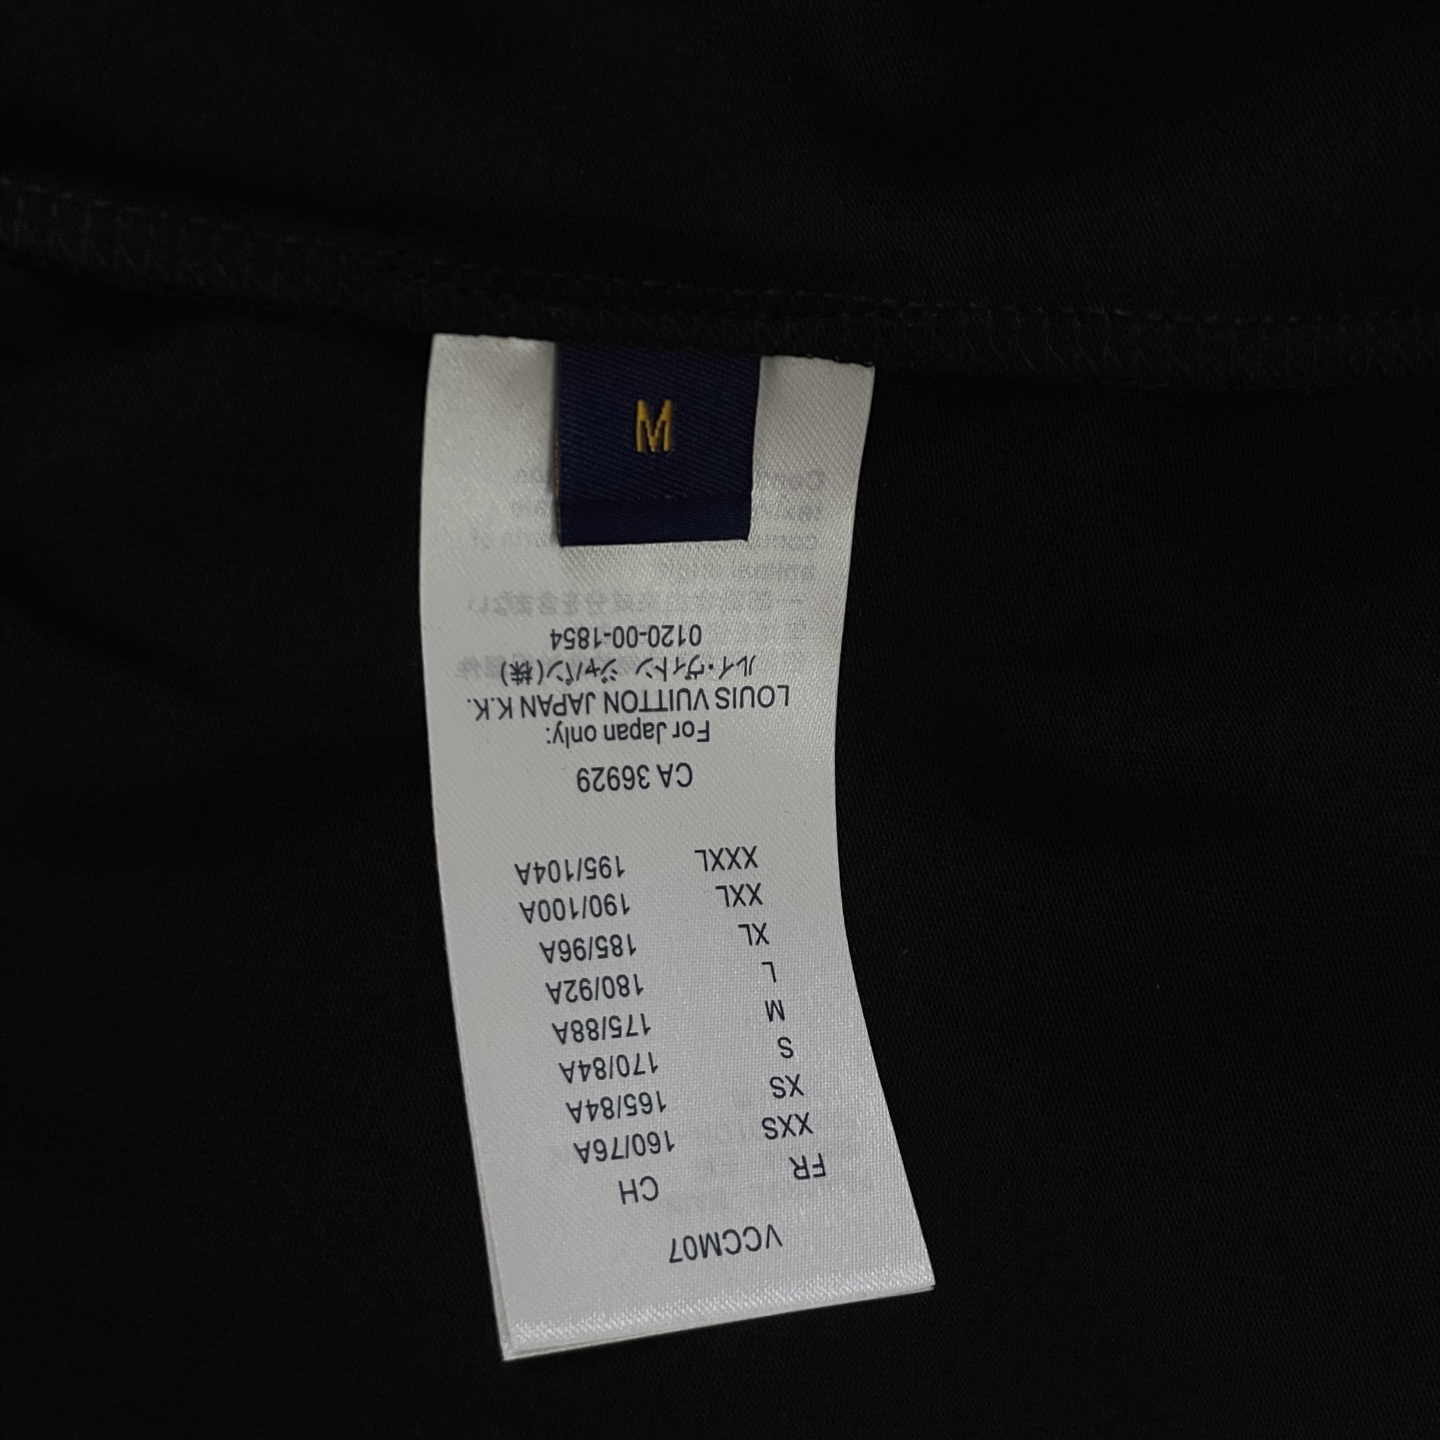 M
VCCM07
FR CH
XXS 160/76A
XS 165/84A
S 170/84A
M 175/88A
L 180/92A
XL 185/96A
XXL 190/100A
XXXL 195/104A
CA 36929
For Japan only:
LOUIS VUITTON JAPAN K.K.
ルイ・ヴィトン ジャパン(株)
0120-00-1854